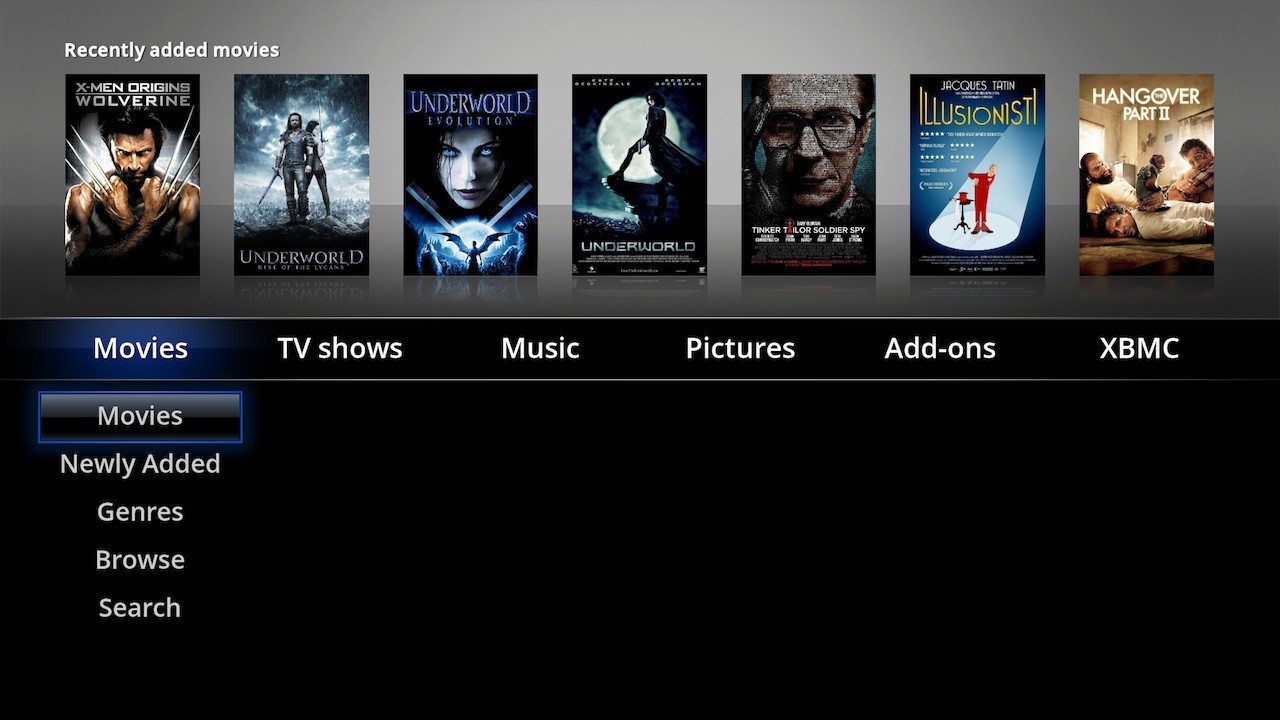 Recently added movies
X-MEN ORIGINS
WOLVERINE
UNDERWORLD
RISE OF THE LYCANS
UNDERWORLD
EVOLUTION
KATE BECKINSALE SCOTT SPEEDMAN
UNDERWORLD
TINKER TAILOR SOLDIER SPY
JACQUES TATIN
ILLUSIONISTI
THE
HANGOVER
PART II
Movies TV shows Music Pictures Add-ons XBMC
Movies
Newly Added
Genres
Browse
Search